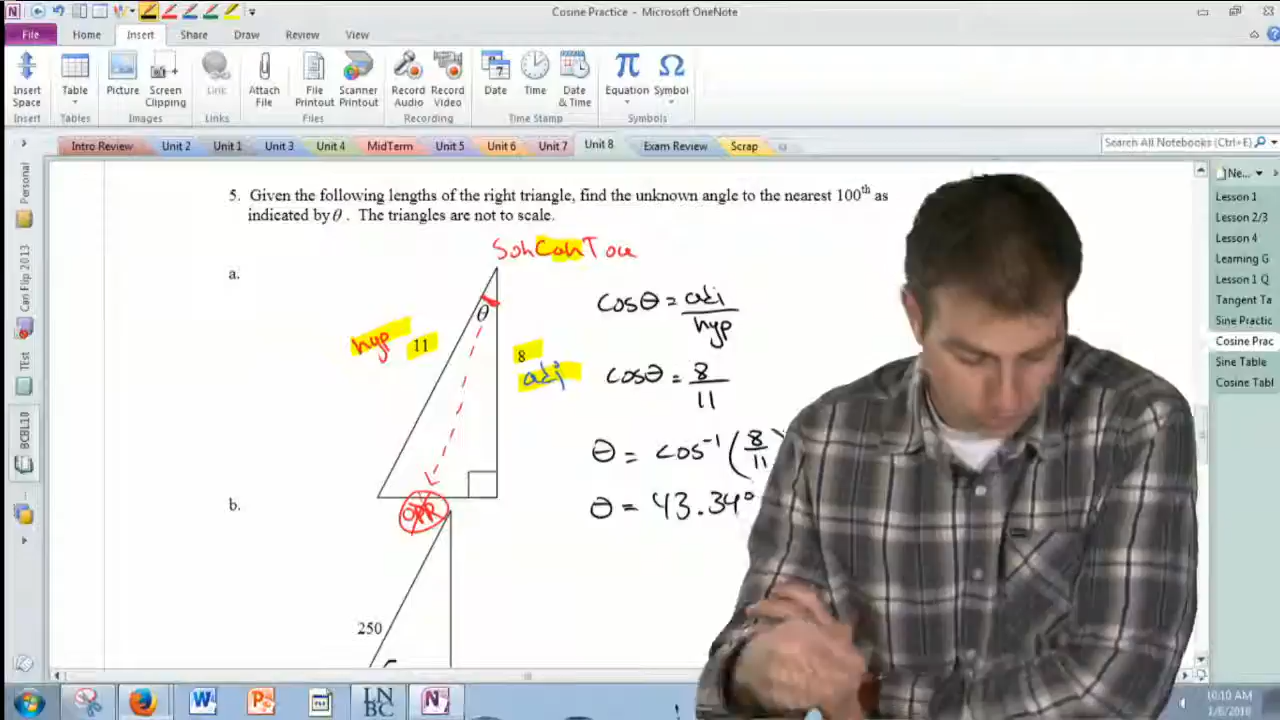 Cosine Practice - Microsoft OneNote
File Home Insert Share Draw Review View
Insert Space Table Picture Screen Clipping Link Attach File File Printout Scanner Printout Record Audio Record Video Date Time Date & Time Equation Symbol
Insert Tables Images Links Files Recording Time Stamp Symbols
Intro Review Unit 2 Unit 1 Unit 3 Unit 4 MidTerm Unit 5 Unit 6 Unit 7 Unit 8 Exam Review Scrap Search All Notebooks (Ctrl+E)
Personal
Can Flip 2013
TEst
BCBL10
Ne...
Lesson 1
Lesson 2/3
Lesson 4
Learning G
Lesson 1 Q
Tangent Ta
Sine Practic
Cosine Prac
Sine Table
Cosine Tabl
5. Given the following lengths of the right triangle, find the unknown angle to the nearest 100th as
indicated by θ . The triangles are not to scale.
SohCahToa
a.
θ
hyp 11
8
adj
opp
cosθ = adj
hyp
cosθ = 8
11
θ = cos⁻¹ (8
11
θ = 43.34°
b.
250
LN
BC
10:10 AM